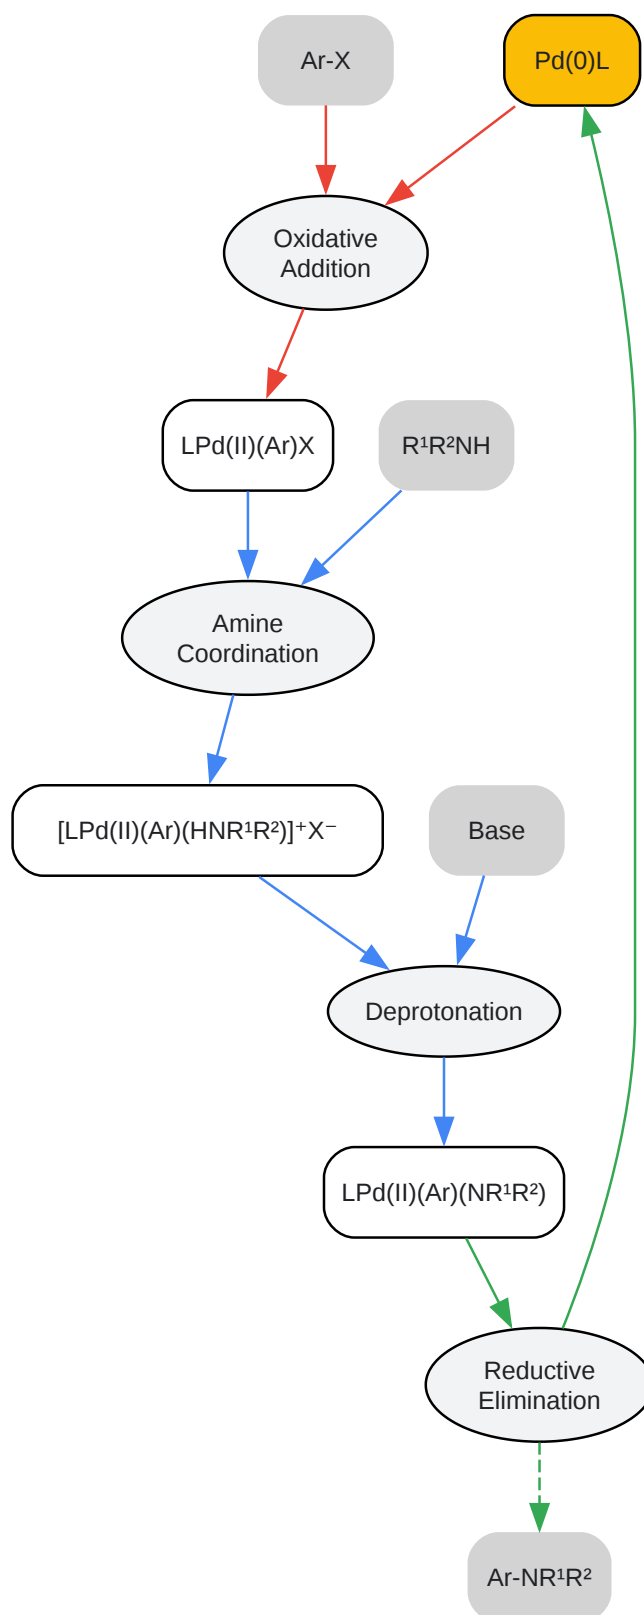 Ar-X
Pd(0)L
Oxidative
Addition
LPd(II)(Ar)X
R¹R²NH
Amine
Coordination
[LPd(II)(Ar)(HNR¹R²)]⁺X⁻
Base
Deprotonation
LPd(II)(Ar)(NR¹R²)
Reductive
Elimination
Ar-NR¹R²